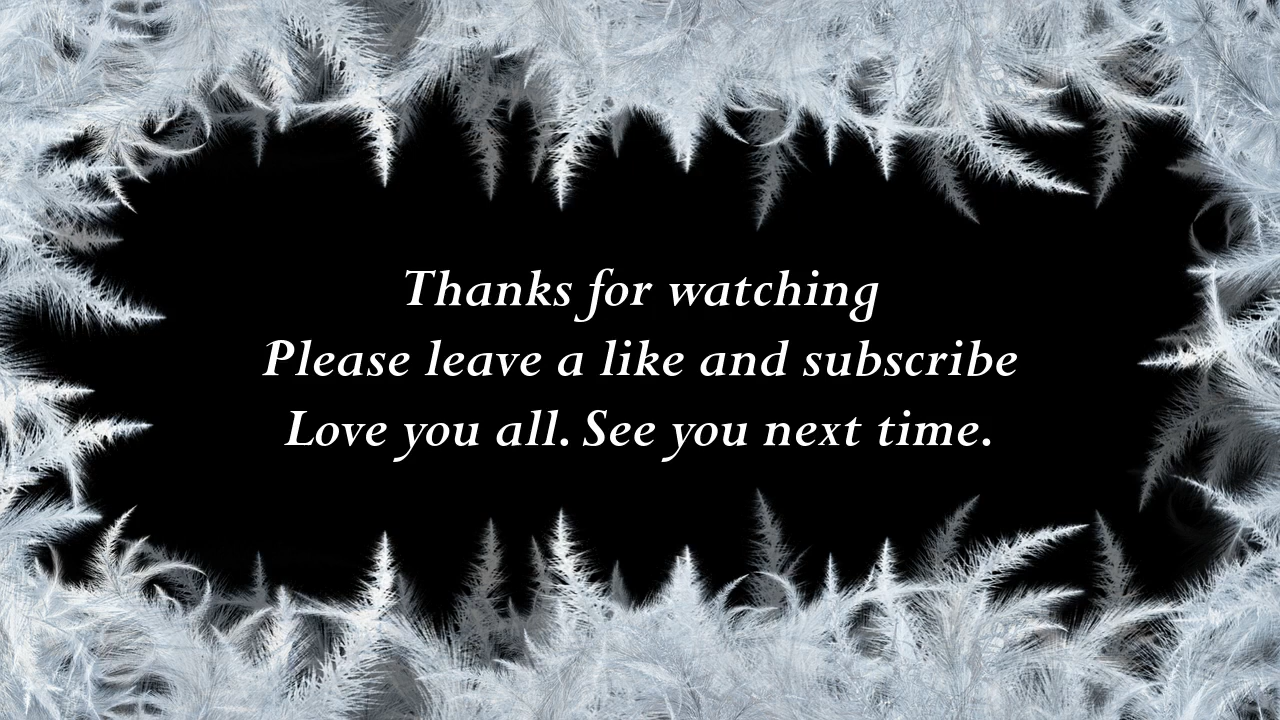 Thanks for watching
Please leave a like and subscribe
Love you all. See you next time.